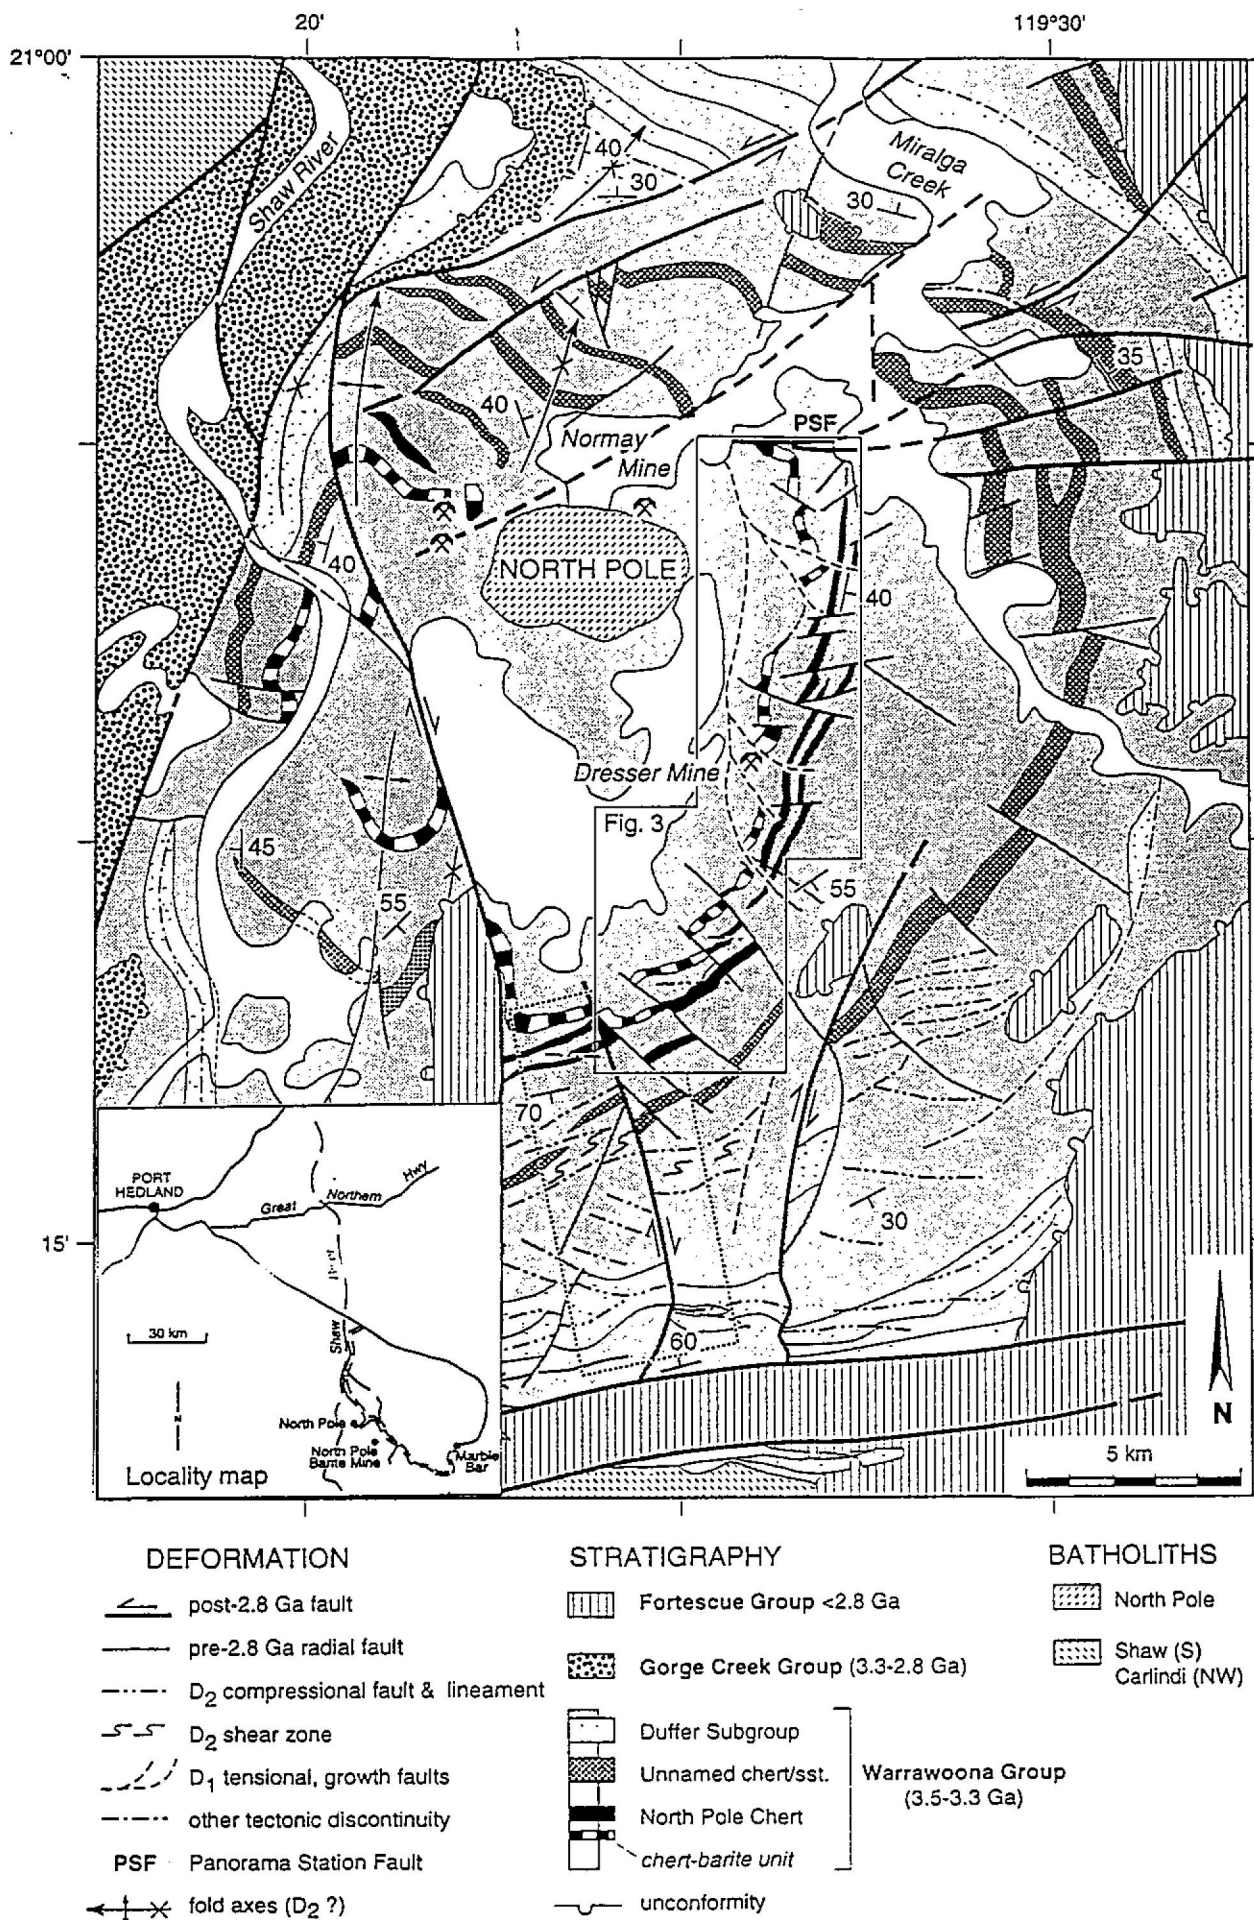 20'
119°30'
21°00'
Shaw River
40
30
Miralga
Creek
30
35
40
PSF
Normay
Mine
NORTH POLE
40
40
Dresser Mine
Fig. 3
45
55
55
70
30
15'
60
PORT
HEDLAND
Great
Northern
Hwy
Shaw
30 km
N
North Pole
North Pole
Barite Mine
Marble
Bar
Locality map
N
5 km
DEFORMATION
post-2.8 Ga fault
pre-2.8 Ga radial fault
D2 compressional fault & lineament
D2 shear zone
D1 tensional, growth faults
other tectonic discontinuity
PSF Panorama Station Fault
fold axes (D2 ?)
STRATIGRAPHY
Fortescue Group <2.8 Ga
Gorge Creek Group (3.3-2.8 Ga)
Duffer Subgroup
Unnamed chert/sst.
North Pole Chert
chert-barite unit
Warrawoona Group
(3.5-3.3 Ga)
unconformity
BATHOLITHS
North Pole
Shaw (S)
Carlindi (NW)